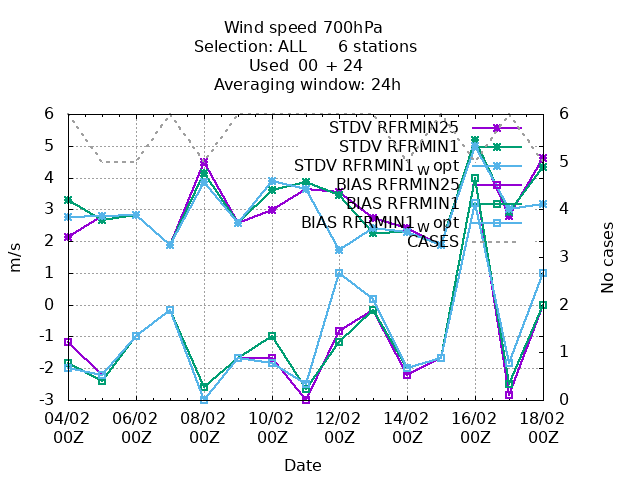 Wind speed 700hPa
Selection: ALL      6 stations
Used  00 + 24
Averaging window: 24h
STDV RFRMIN25
STDV RFRMIN1
STDV RFRMIN1_w opt
BIAS RFRMIN25
BIAS RFRMIN1
BIAS RFRMIN1_w opt
CASES
m/s
6
5
4
3
2
1
0
-1
-2
-3
No cases
6
5
4
3
2
1
0
04/02 06/02 08/02 10/02 12/02 14/02 16/02 18/02
00Z 00Z 00Z 00Z 00Z 00Z 00Z 00Z
Date